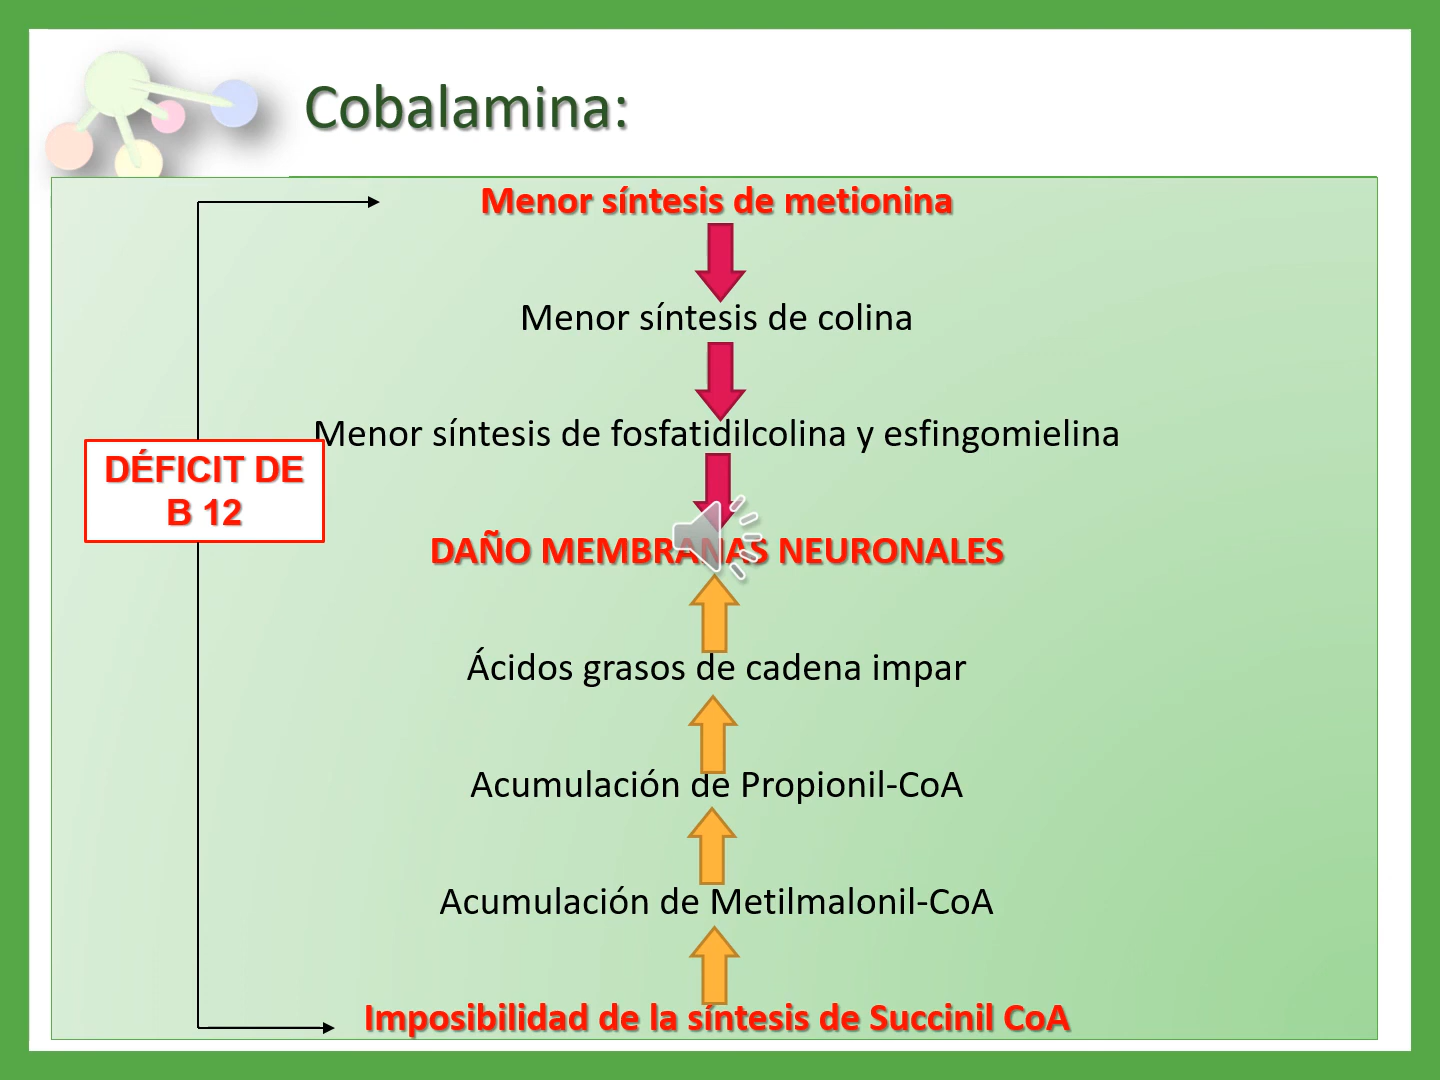 Cobalamina:
Menor síntesis de metionina
Menor síntesis de colina
Menor síntesis de fosfatidilcolina y esfingomielina
DÉFICIT DE
B 12
DAÑO MEMBRANAS NEURONALES
Ácidos grasos de cadena impar
Acumulación de Propionil-CoA
Acumulación de Metilmalonil-CoA
Imposibilidad de la síntesis de Succinil CoA